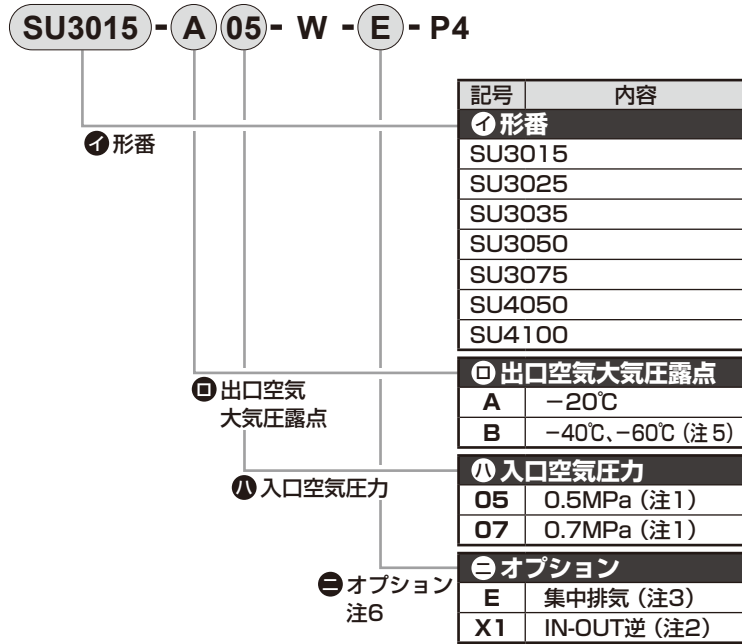 SU3015-A05-W-E-P4
記号 内容
イ 形番
イ 形番
SU3015
SU3025
SU3035
SU3050
SU3075
SU4050
SU4100
ロ 出口空気
大気圧露点
ロ 出口空気大気圧露点
A －20℃
B －40℃、－60℃（注5）
ハ 入口空気圧力
ハ 入口空気圧力
05 0.5MPa（注1）
07 0.7MPa（注1）
ニ オプション
注6
ニ オプション
E 集中排気（注3）
X1 IN-OUT逆（注2）